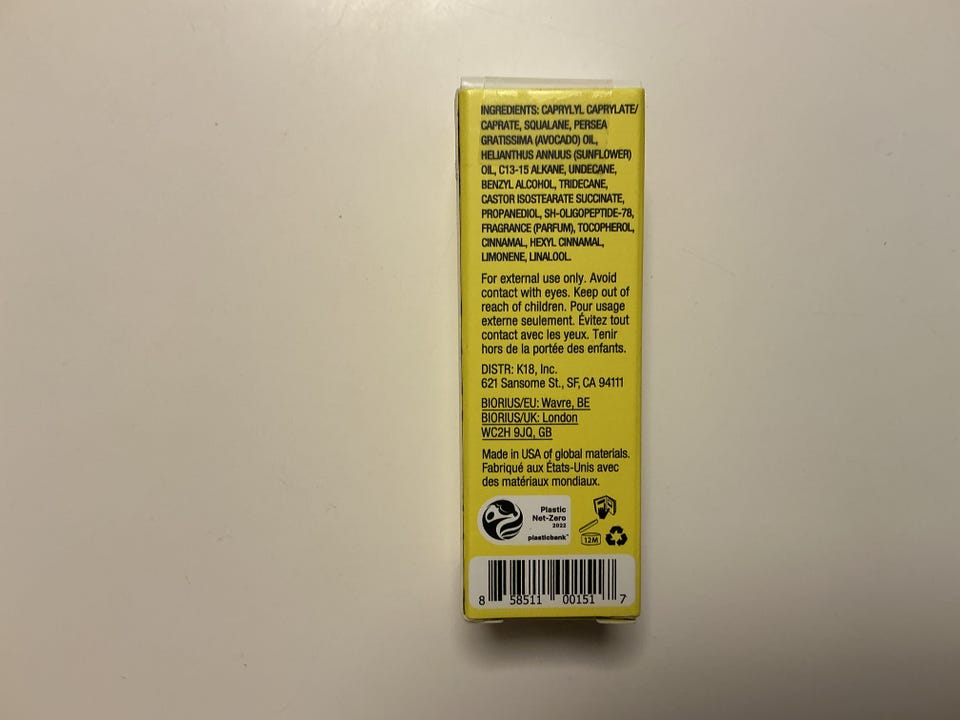 INGREDIENTS: CAPRYLYL CAPRYLATE/
CAPRATE, SQUALANE, PERSEA
GRATISSIMA (AVOCADO) OIL,
HELIANTHUS ANNUUS (SUNFLOWER)
OIL, C13-15 ALKANE, UNDECANE,
BENZYL ALCOHOL, TRIDECANE,
CASTOR ISOSTEARATE SUCCINATE,
PROPANEDIOL, SH-OLIGOPEPTIDE-78,
FRAGRANCE (PARFUM), TOCOPHEROL,
CINNAMAL, HEXYL CINNAMAL,
LIMONENE, LINALOOL.
For external use only. Avoid
contact with eyes. Keep out of
reach of children. Pour usage
externe seulement. Évitez tout
contact avec les yeux. Tenir
hors de la portée des enfants.
DISTR: K18, Inc.
621 Sansome St., SF, CA 94111
BIORIUS/EU: Wavre, BE
BIORIUS/UK: London
WC2H 9JQ, GB
Made in USA of global materials.
Fabriqué aux États-Unis avec
des matériaux mondiaux.
Plastic
Net-Zero
2022
plasticbank
12M
8 58511 00151 7